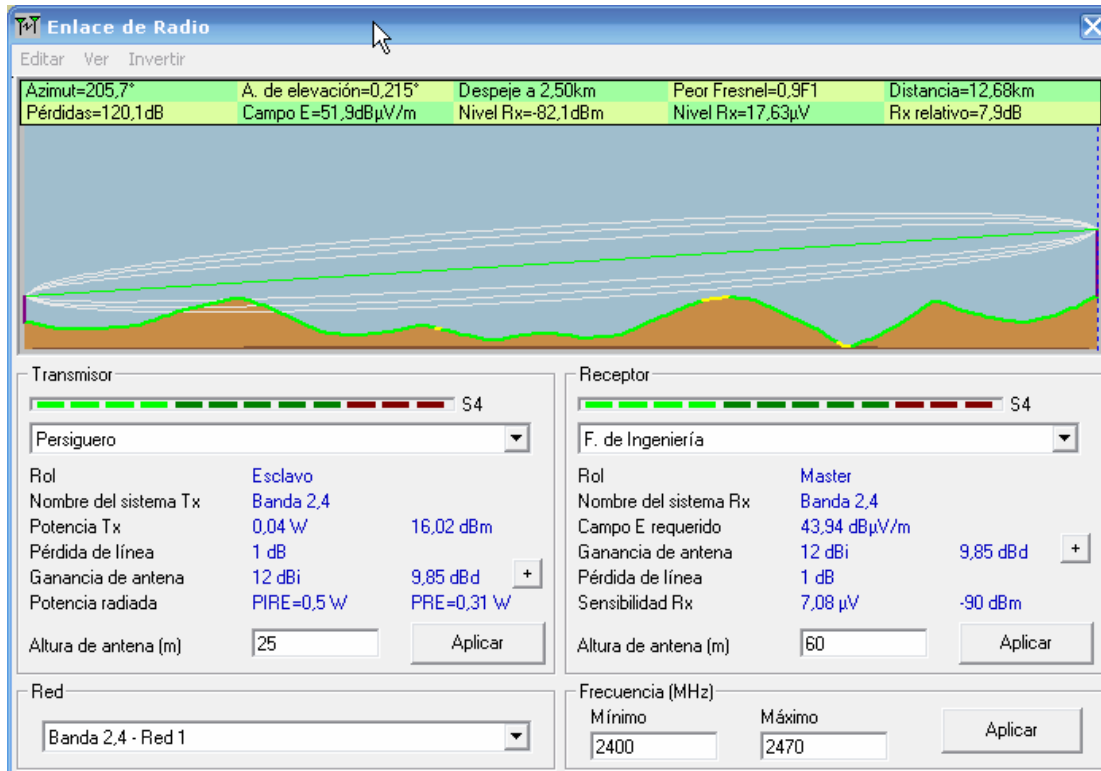 Enlace de Radio
Editar Ver Invertir
Azimut=205,7° A. de elevación=0,215° Despeje a 2,50km Peor Fresnel=0,9F1 Distancia=12,68km
Pérdidas=120,1dB Campo E=51,9dBµV/m Nivel Rx=-82,1dBm Nivel Rx=17,63µV Rx relativo=7,9dB
Transmisor
S4
Persiguero
Rol Esclavo
Nombre del sistema Tx Banda 2,4
Potencia Tx 0,04 W 16,02 dBm
Pérdida de línea 1 dB
Ganancia de antena 12 dBi 9,85 dBd +
Potencia radiada PIRE=0,5 W PRE=0,31 W
Altura de antena (m) 25 Aplicar
Receptor
S4
F. de Ingeniería
Rol Master
Nombre del sistema Rx Banda 2,4
Campo E requerido 43,94 dBµV/m
Ganancia de antena 12 dBi 9,85 dBd +
Pérdida de línea 1 dB
Sensibilidad Rx 7,08 µV -90 dBm
Altura de antena (m) 60 Aplicar
Red
Banda 2,4 - Red 1
Frecuencia (MHz)
Mínimo Máximo
2400 2470 Aplicar